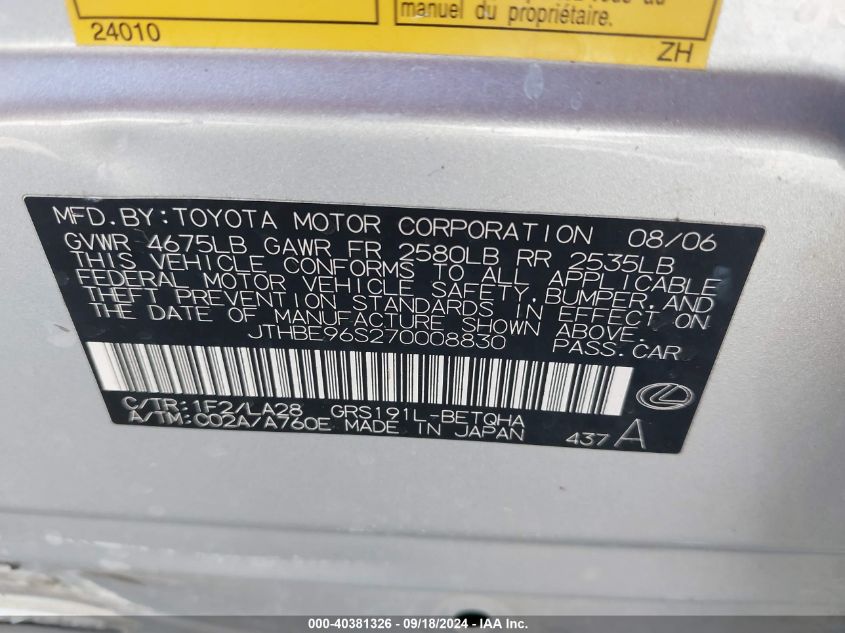 manuel du propriétaire.
24010
ZH
MFD.BY:TOYOTA MOTOR CORPORATION 08/06
GVWR 4675LB GAWR FR 2580LB RR 2535LB
THIS VEHICLE CONFORMS TO ALL APPLICABLE
FEDERAL MOTOR VEHICLE SAFETY,BUMPER,AND
THEFT PREVENTION STANDARDS IN EFFECT ON
THE DATE OF MANUFACTURE SHOWN ABOVE.
JTHBE96S270008830 PASS.CAR
C/TR:1F2/LA28 GRS191L-BETQHA
A/TM:C02A/A760E MADE IN JAPAN
437 A
000-40381326 - 09/18/2024 - IAA Inc.